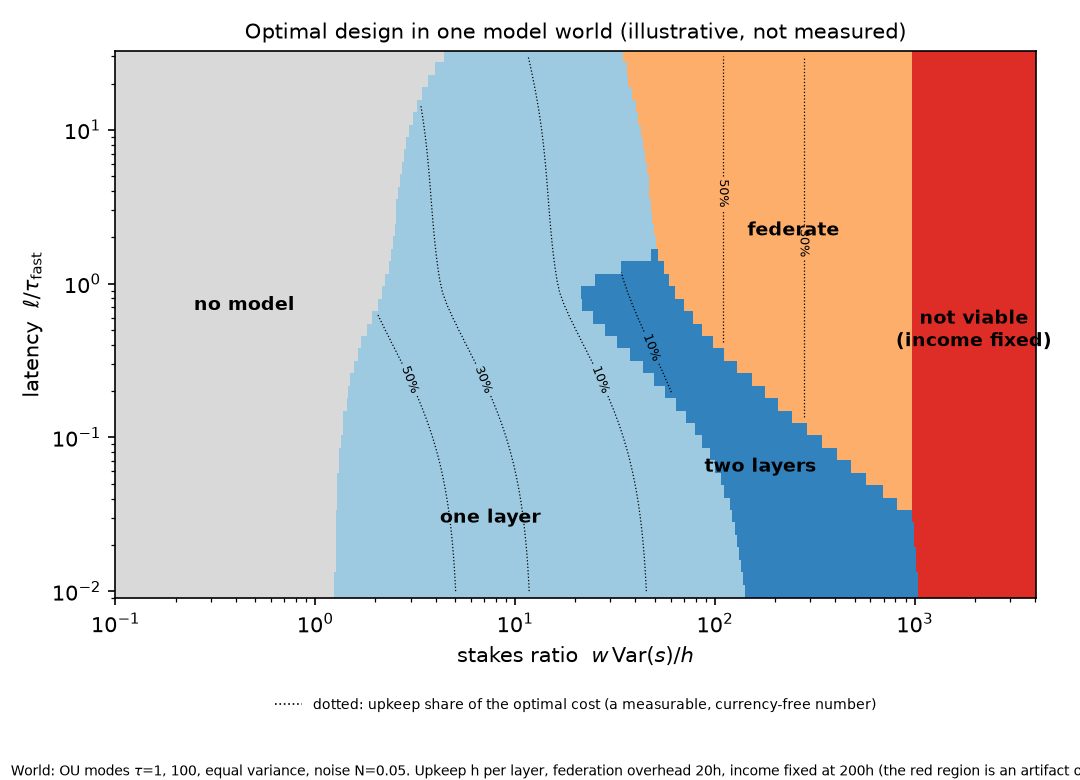 Optimal design in one model world (illustrative, not measured)
latency ℓ/τ_fast
10¹
10⁰
10⁻¹
10⁻²
no model
one layer
two layers
federate
not viable
(income fixed)
50%
30%
10%
10%
50%
30%
10⁻¹
10⁰
10¹
10²
10³
stakes ratio w Var(s)/h
dotted: upkeep share of the optimal cost (a measurable, currency-free number)
World: OU modes τ=1, 100, equal variance, noise N=0.05. Upkeep h per layer, federation overhead 20h, income fixed at 200h (the red region is an artifact